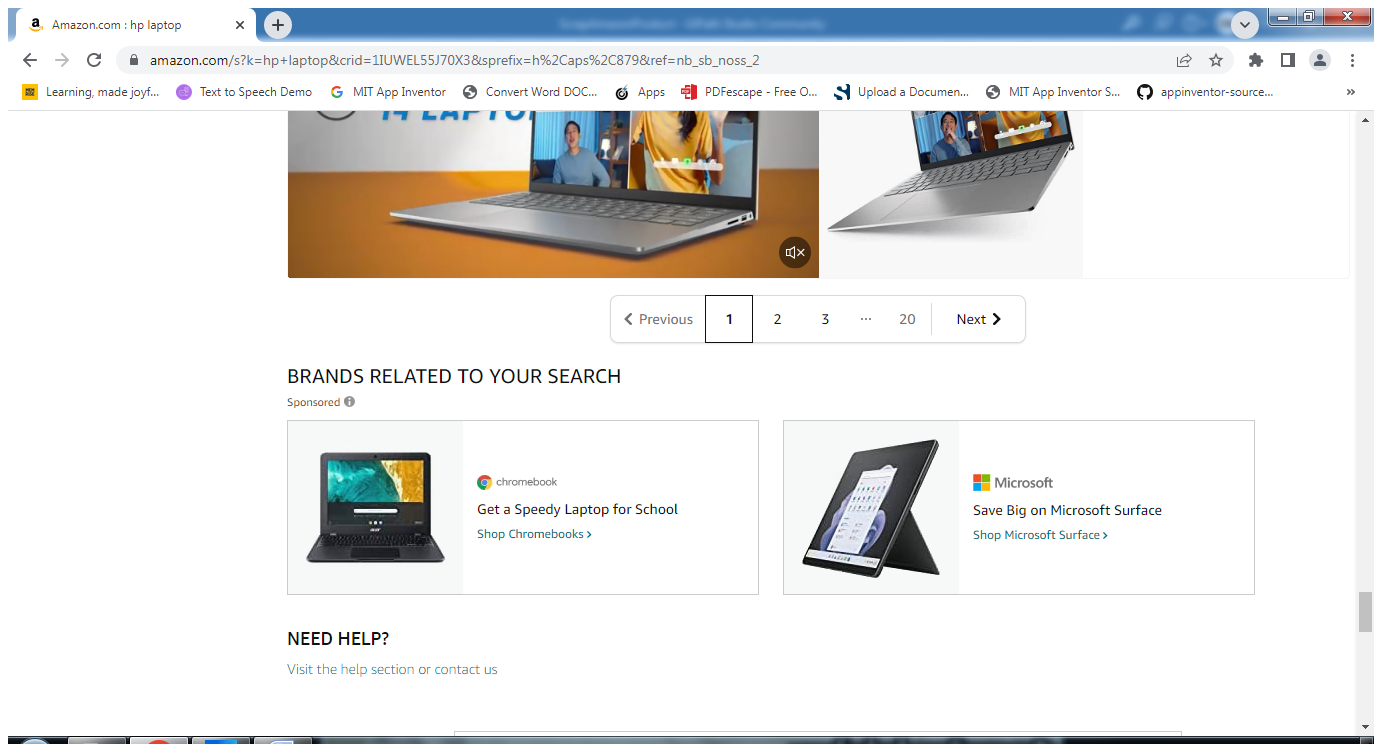 Amazon.com : hp laptop
amazon.com/s?k=hp+laptop&crid=1IUWEL55J70X3&sprefix=h%2Caps%2C879&ref=nb_sb_noss_2
Learning, made joyf... Text to Speech Demo MIT App Inventor Convert Word DOC... Apps PDFescape - Free O... Upload a Documen... MIT App Inventor S... appinventor-source... »
14 LAPTOP
Previous 1 2 3 ... 20 Next
BRANDS RELATED TO YOUR SEARCH
Sponsored
chromebook
Get a Speedy Laptop for School
Shop Chromebooks ›
acer
Microsoft
Save Big on Microsoft Surface
Shop Microsoft Surface ›
NEED HELP?
Visit the help section or contact us